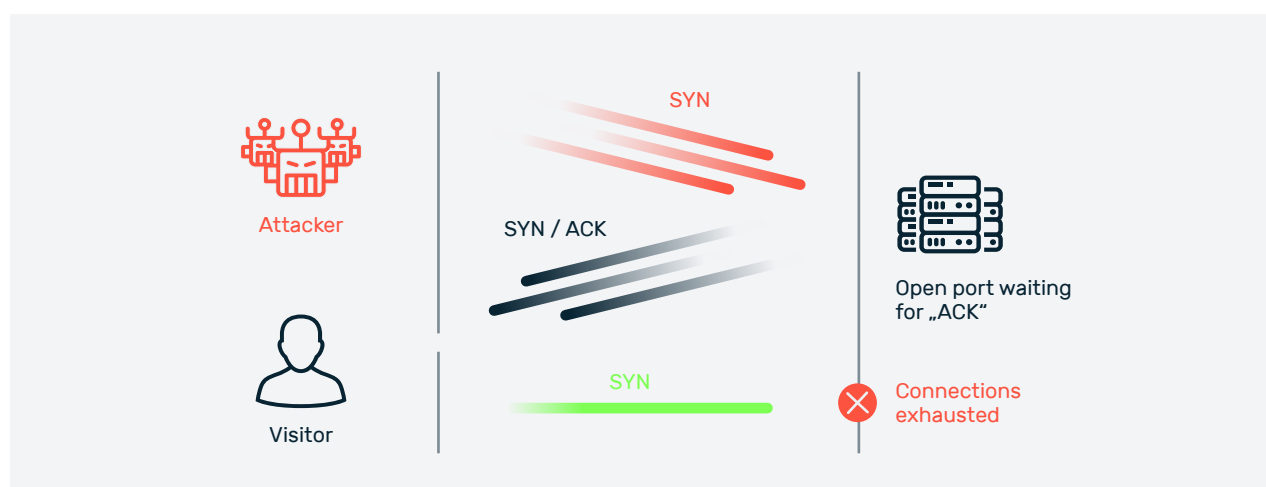 SYN
Attacker
SYN / ACK
Open port waiting
for „ACK“
SYN
Connections
exhausted
Visitor